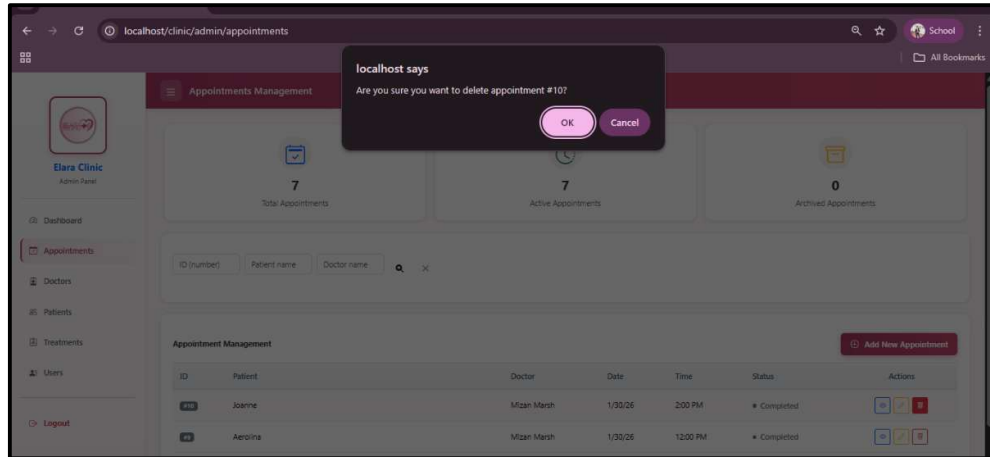 localhost/clinic/admin/appointments
School
All Bookmarks
localhost says
Are you sure you want to delete appointment #10?
OK Cancel
Appointments Management
Elara Clinic
Admin Panel
7
Total Appointments
7
Active Appointments
0
Archived Appointments
Dashboard
Appointments
Doctors
Patients
Treatments
Users
Logout
ID (number) Patient name Doctor name
Appointment Management
Add New Appointment
ID Patient Doctor Date Time Status Actions
#10 Joanne Mizan Marsh 1/30/26 2:00 PM Completed
#9 Aerolina Mizan Marsh 1/30/26 12:00 PM Completed